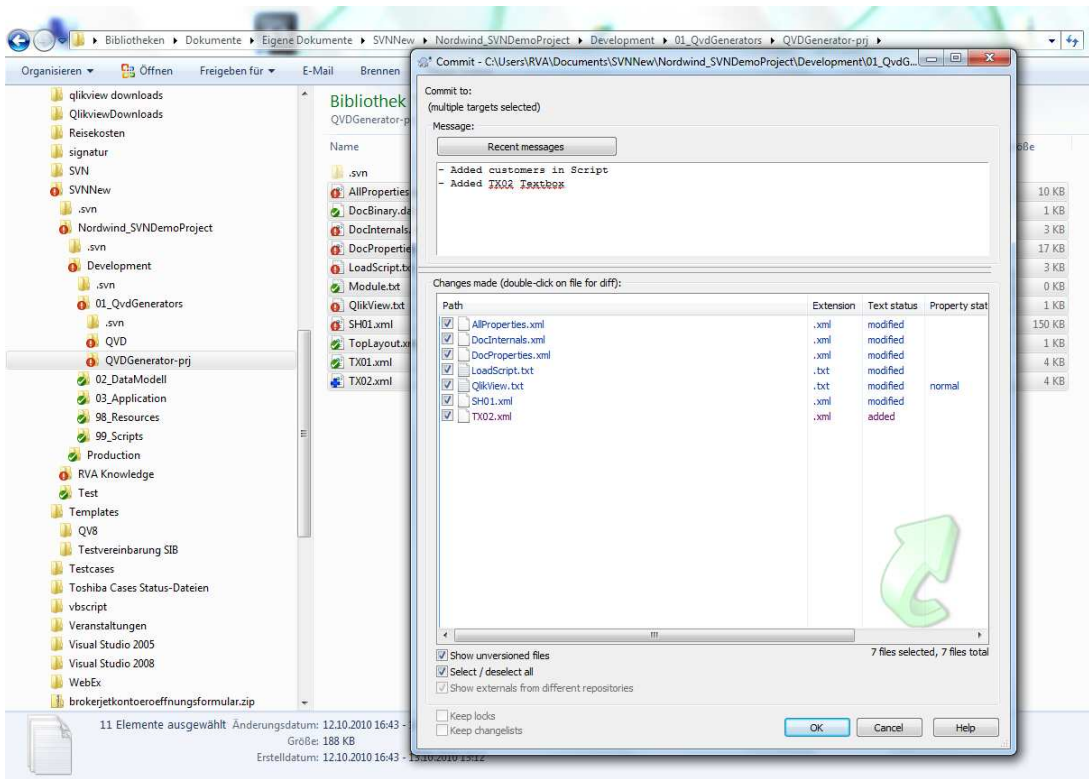 Bibliotheken ▸ Dokumente ▸ Eigene Dokumente ▸ SVNNew ▸ Nordwind_SVNDemoProject ▸ Development ▸ 01_QvdGenerators ▸ QVDGenerator-prj ▸
Organisieren ▾ Öffnen Freigeben für ▾ E-Mail Brennen
qlikview downloads
QlikviewDownloads
Reisekosten
signatur
SVN
SVNNew
.svn
Nordwind_SVNDemoProject
.svn
Development
.svn
01_QvdGenerators
.svn
QVD
QVDGenerator-prj
02_DataModell
03_Application
98_Resources
99_Scripts
Production
RVA Knowledge
Test
Templates
QV8
Testvereinbarung SIB
Testcases
Toshiba Cases Status-Dateien
vbscript
Veranstaltungen
Visual Studio 2005
Visual Studio 2008
WebEx
brokerjetkontoeroeffnungsformular.zip
Bibliothek
QVDGenerator-p
Name
.svn
AllProperties
DocBinary.da
DocInternals.
DocPropertie
LoadScript.tx
Module.txt
QlikView.txt
SH01.xml
TopLayout.xm
TX01.xml
TX02.xml
öße
10 KB
1 KB
3 KB
17 KB
3 KB
0 KB
1 KB
150 KB
1 KB
4 KB
4 KB
Commit - C:\Users\RVA\Documents\SVNNew\Nordwind_SVNDemoProject\Development\01_QvdG...
Commit to:
(multiple targets selected)
Message:
Recent messages
- Added customers in Script
- Added TX02 Textbox
Changes made (double-click on file for diff):
Path Extension Text status Property stat
AllProperties.xml .xml modified
DocInternals.xml .xml modified
DocProperties.xml .xml modified
LoadScript.txt .txt modified
QlikView.txt .txt modified normal
SH01.xml .xml modified
TX02.xml .xml added
7 files selected, 7 files total
Show unversioned files
Select / deselect all
Show externals from different repositories
Keep locks
Keep changelists
OK Cancel Help
11 Elemente ausgewählt Änderungsdatum: 12.10.2010 16:43 -
Größe: 188 KB
Erstelldatum: 12.10.2010 16:43 - 13.10.2010 13:12